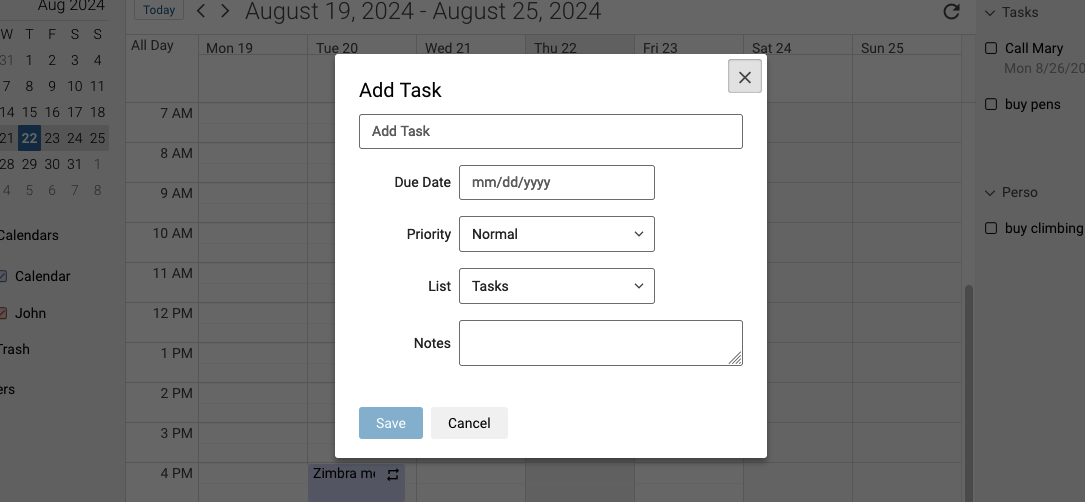 Aug 2024
Today
August 19, 2024 - August 25, 2024
Tasks
W T F S S
31 1 2 3 4
7 8 9 10 11
14 15 16 17 18
21 22 23 24 25
28 29 30 31 1
4 5 6 7 8
Calendars
Calendar
John
Trash
ers
All Day
Mon 19
Tue 20
Wed 21
Thu 22
Fri 23
Sat 24
Sun 25
7 AM
8 AM
9 AM
10 AM
11 AM
12 PM
1 PM
2 PM
3 PM
4 PM
Zimbra me
Add Task
Add Task
Due Date mm/dd/yyyy
Priority Normal
List Tasks
Notes
Save Cancel
Call Mary
Mon 8/26/20
buy pens
Perso
buy climbing